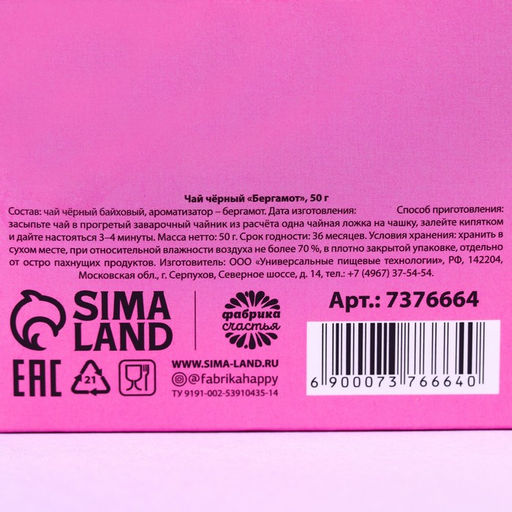 Чай чёрный «Бергамот», 50 г
Состав: чай чёрный байховый, ароматизатор – бергамот. Дата изготовления: Способ приготовления:
засыпьте чай в прогретый заварочный чайник из расчёта одна чайная ложка на чашку, залейте кипятком
и дайте настояться 3–4 минуты. Масса нетто: 50 г. Срок годности: 36 месяцев. Условия хранения: хранить в
сухом месте, при относительной влажности воздуха не более 70 %, в плотно закрытой упаковке, отдельно
от остро пахнущих продуктов. Изготовитель: ООО «Универсальные пищевые технологии», РФ, 142204,
Московская обл., г. Серпухов, Северное шоссе, д. 14, тел.: +7 (4967) 37-54-54.
SIMA
LAND
фабрика
счастья
Арт.: 7376664
WWW.SIMA-LAND.RU
@fabrikahappy
ТУ 9191-002-53910435-14
EAC
21
6 900073 766640 >